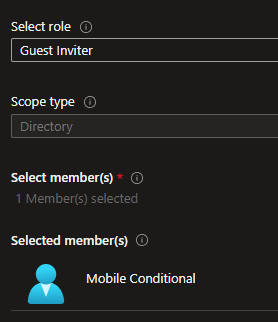 Select role
Guest Inviter
Scope type
Directory
Select member(s) *
1 Member(s) selected
Selected member(s)
Mobile Conditional